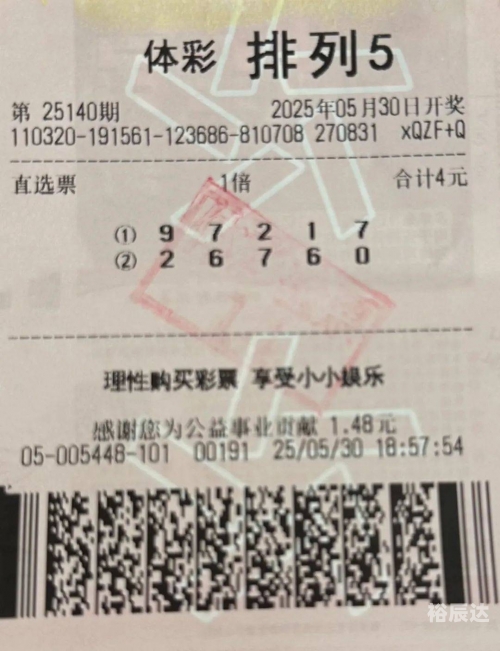 体彩 排列5
第 25140期 2025年05月30日开奖
110320-191561-123686-810708 270831 xQZF+Q
直选票 1倍 合计4元
① 9 7 2 1 7
② 2 6 7 6 0
理性购买彩票 享受小小娱乐
感谢您为公益事业贡献 1.48元
05-005448-101 00191 25/05/30 18:57:54
裕辰达